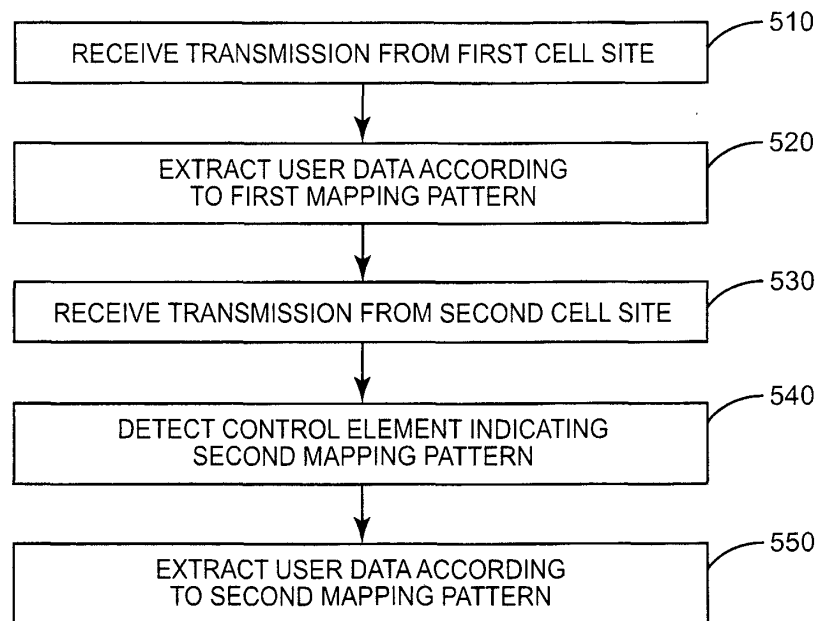 510
RECEIVE TRANSMISSION FROM FIRST CELL SITE
520
EXTRACT USER DATA ACCORDING
TO FIRST MAPPING PATTERN
530
RECEIVE TRANSMISSION FROM SECOND CELL SITE
540
DETECT CONTROL ELEMENT INDICATING
SECOND MAPPING PATTERN
550
EXTRACT USER DATA ACCORDING
TO SECOND MAPPING PATTERN